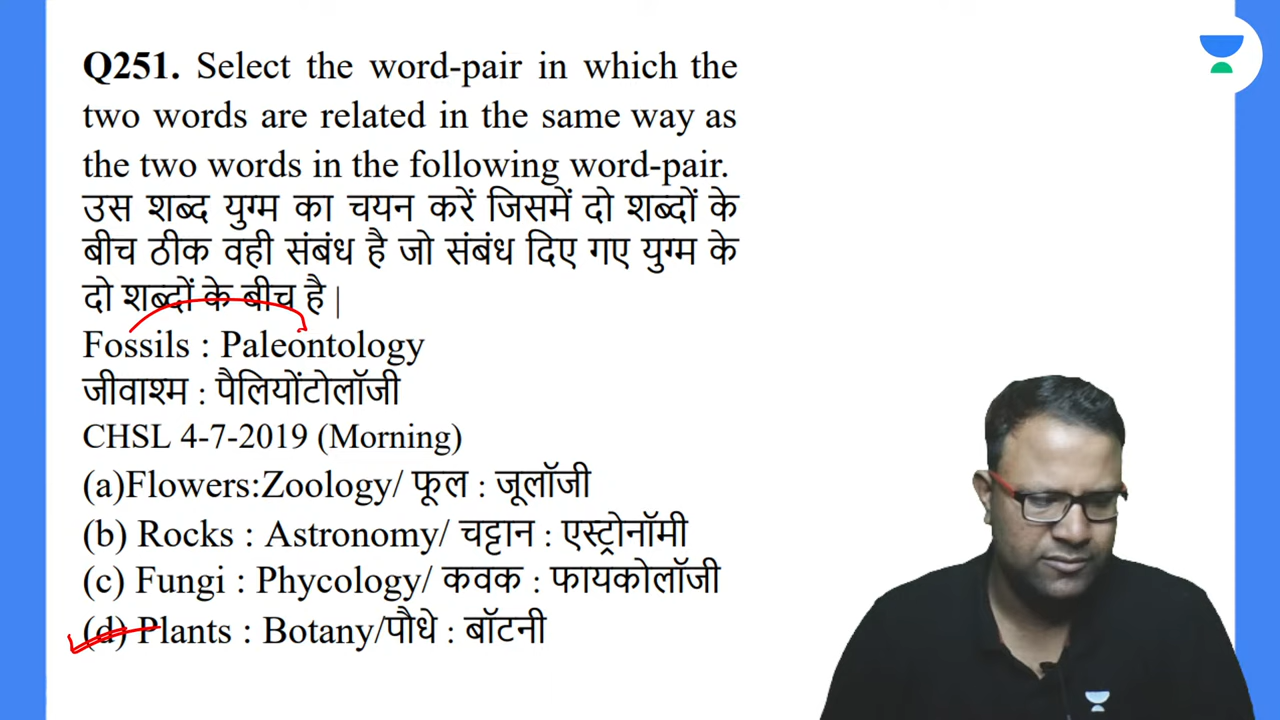 Q251. Select the word-pair in which the
two words are related in the same way as
the two words in the following word-pair.
उस शब्द युग्म का चयन करें जिसमें दो शब्दों के
बीच ठीक वही संबंध है जो संबंध दिए गए युग्म के
दो शब्दों के बीच है |
Fossils : Paleontology
जीवाश्म : पैलियोंटोलॉजी
CHSL 4-7-2019 (Morning)
(a)Flowers:Zoology/ फूल : जूलॉजी
(b) Rocks : Astronomy/ चट्टान : एस्ट्रोनॉमी
(c) Fungi : Phycology/ कवक : फायकोलॉजी
(d) Plants : Botany/पौधे : बॉटनी